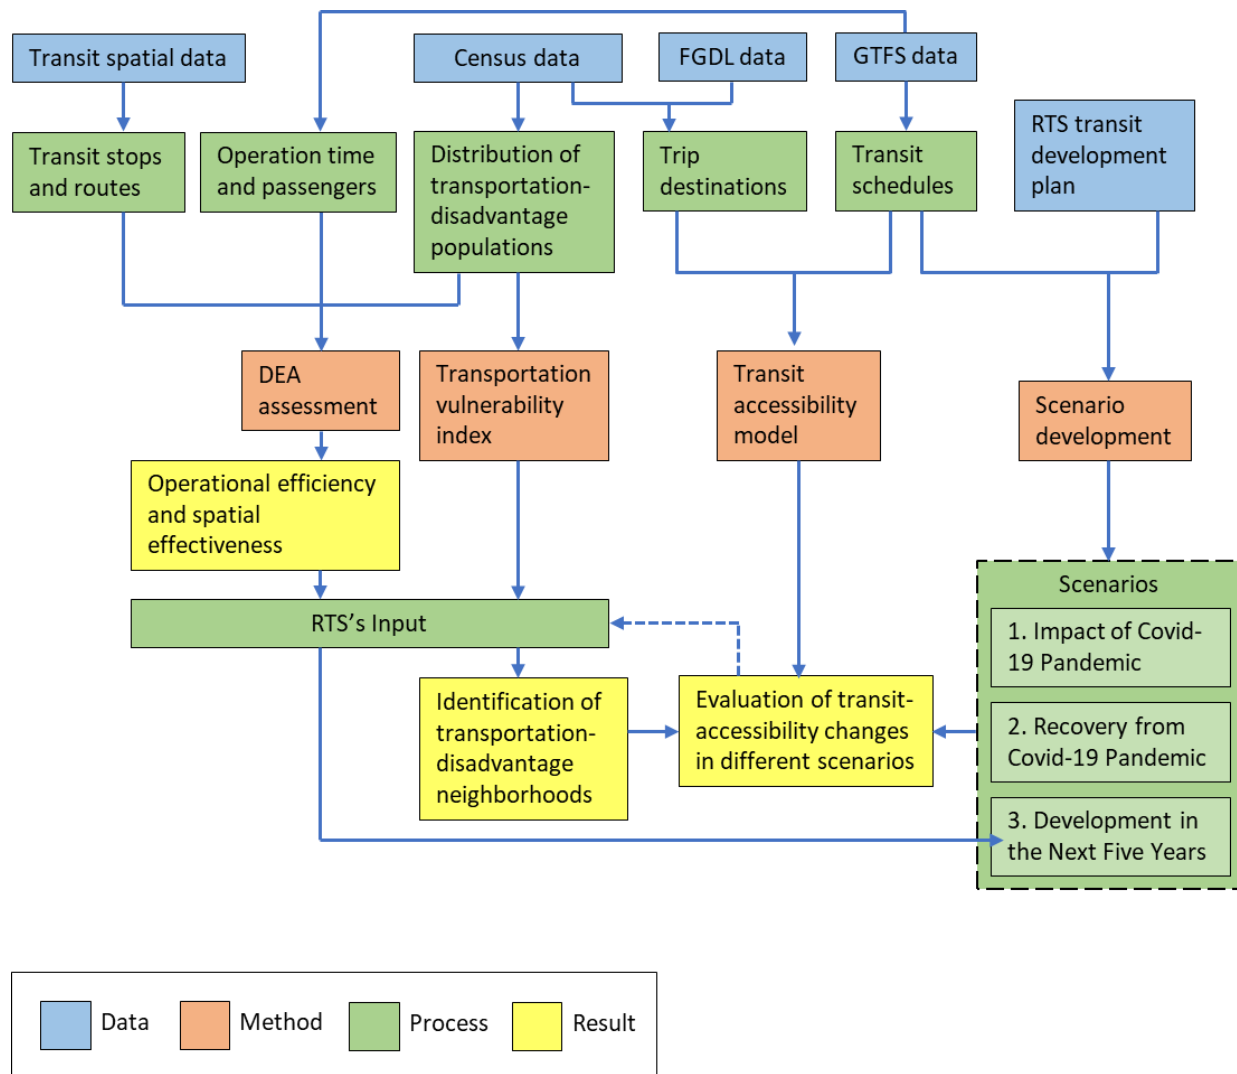 Transit spatial data
Census data
FGDL data
GTFS data
Transit stops
and routes
Operation time
and passengers
Distribution of
transportation-
disadvantage
populations
Trip
destinations
Transit
schedules
RTS transit
development
plan
DEA
assessment
Transportation
vulnerability
index
Transit
accessibility
model
Scenario
development
Operational efficiency
and spatial
effectiveness
RTS's Input
Identification of
transportation-
disadvantage
neighborhoods
Evaluation of transit-
accessibility changes
in different scenarios
Scenarios
1. Impact of Covid-
19 Pandemic
2. Recovery from
Covid-19 Pandemic
3. Development in
the Next Five Years
Data
Method
Process
Result